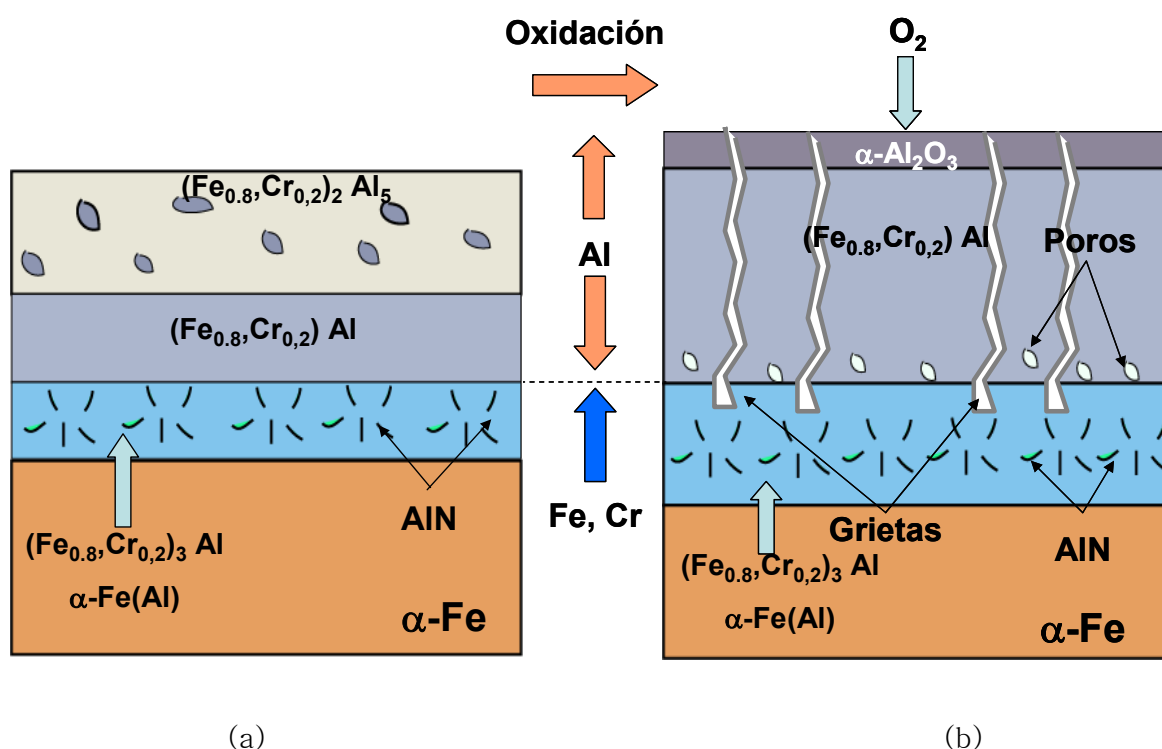 Oxidación
O₂
α-Al₂O₃
(Fe₀.₈,Cr₀,₂)₂ Al₅
(Fe₀.₈,Cr₀,₂) Al
Poros
Al
(Fe₀.₈,Cr₀,₂) Al
Fe, Cr
AlN
Grietas
AlN
(Fe₀.₈,Cr₀,₂)₃ Al
α-Fe(Al)
α-Fe
(Fe₀.₈,Cr₀,₂)₃ Al
α-Fe(Al)
α-Fe
(a)
(b)